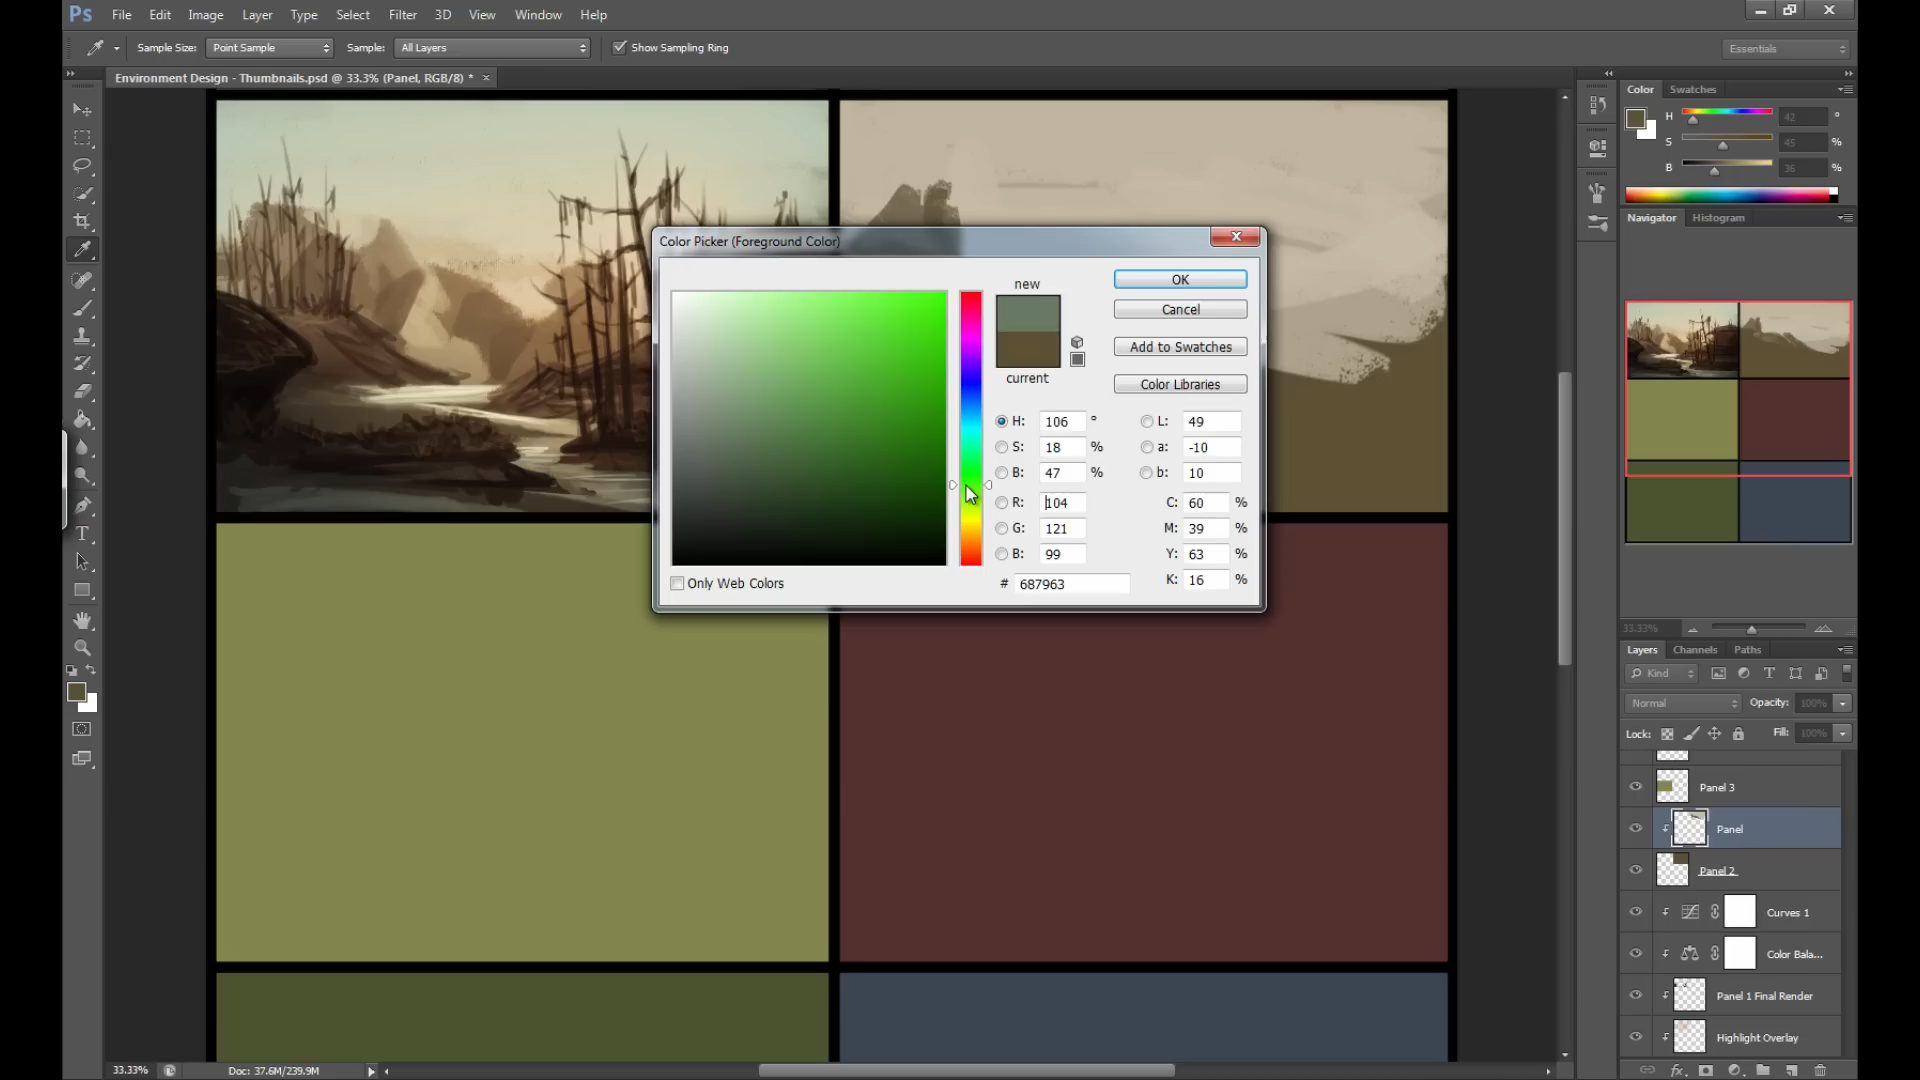 Ps File Edit Image Layer Type Select Filter 3D View Window Help
Sample Size: Point Sample Sample: All Layers Show Sampling Ring Essentials
Environment Design - Thumbnails.psd @ 33.3% (Panel, RGB/8) *
Color Swatches
H 42 °
S 45 %
B 36 %
Navigator Histogram
Color Picker (Foreground Color)
new
current
OK
Cancel
Add to Swatches
Color Libraries
H: 106 ° L: 49
S: 18 % a: -10
B: 47 % b: 10
R: 104 C: 60 %
G: 121 M: 39 %
B: 99 Y: 63 %
Only Web Colors # 687963 K: 16 %
33.33%
Layers Channels Paths
Kind
Normal Opacity: 100%
Lock: Fill: 100%
Panel 3
Panel
Panel 2
Curves 1
Color Bala...
Panel 1 Final Render
Highlight Overlay
33.33% Doc: 37.6M/239.9M